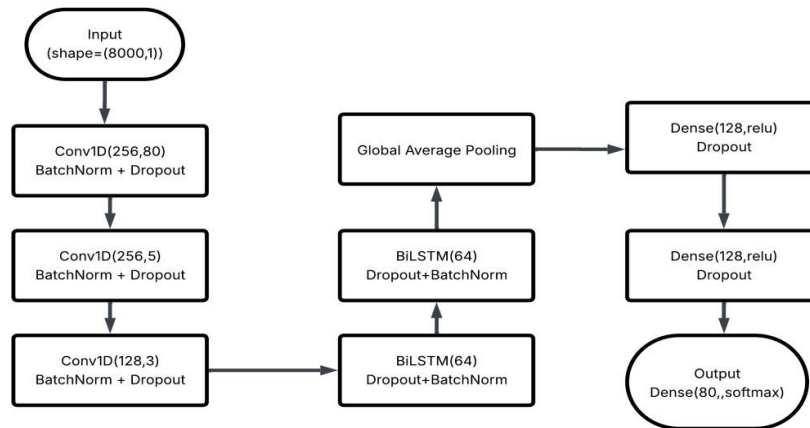 Input
(shape=(8000,1))
Conv1D(256,80)
BatchNorm + Dropout
Conv1D(256,5)
BatchNorm + Dropout
Conv1D(128,3)
BatchNorm + Dropout
BiLSTM(64)
Dropout+BatchNorm
BiLSTM(64)
Dropout+BatchNorm
Global Average Pooling
Dense(128,relu)
Dropout
Dense(128,relu)
Dropout
Output
Dense(80,,softmax)